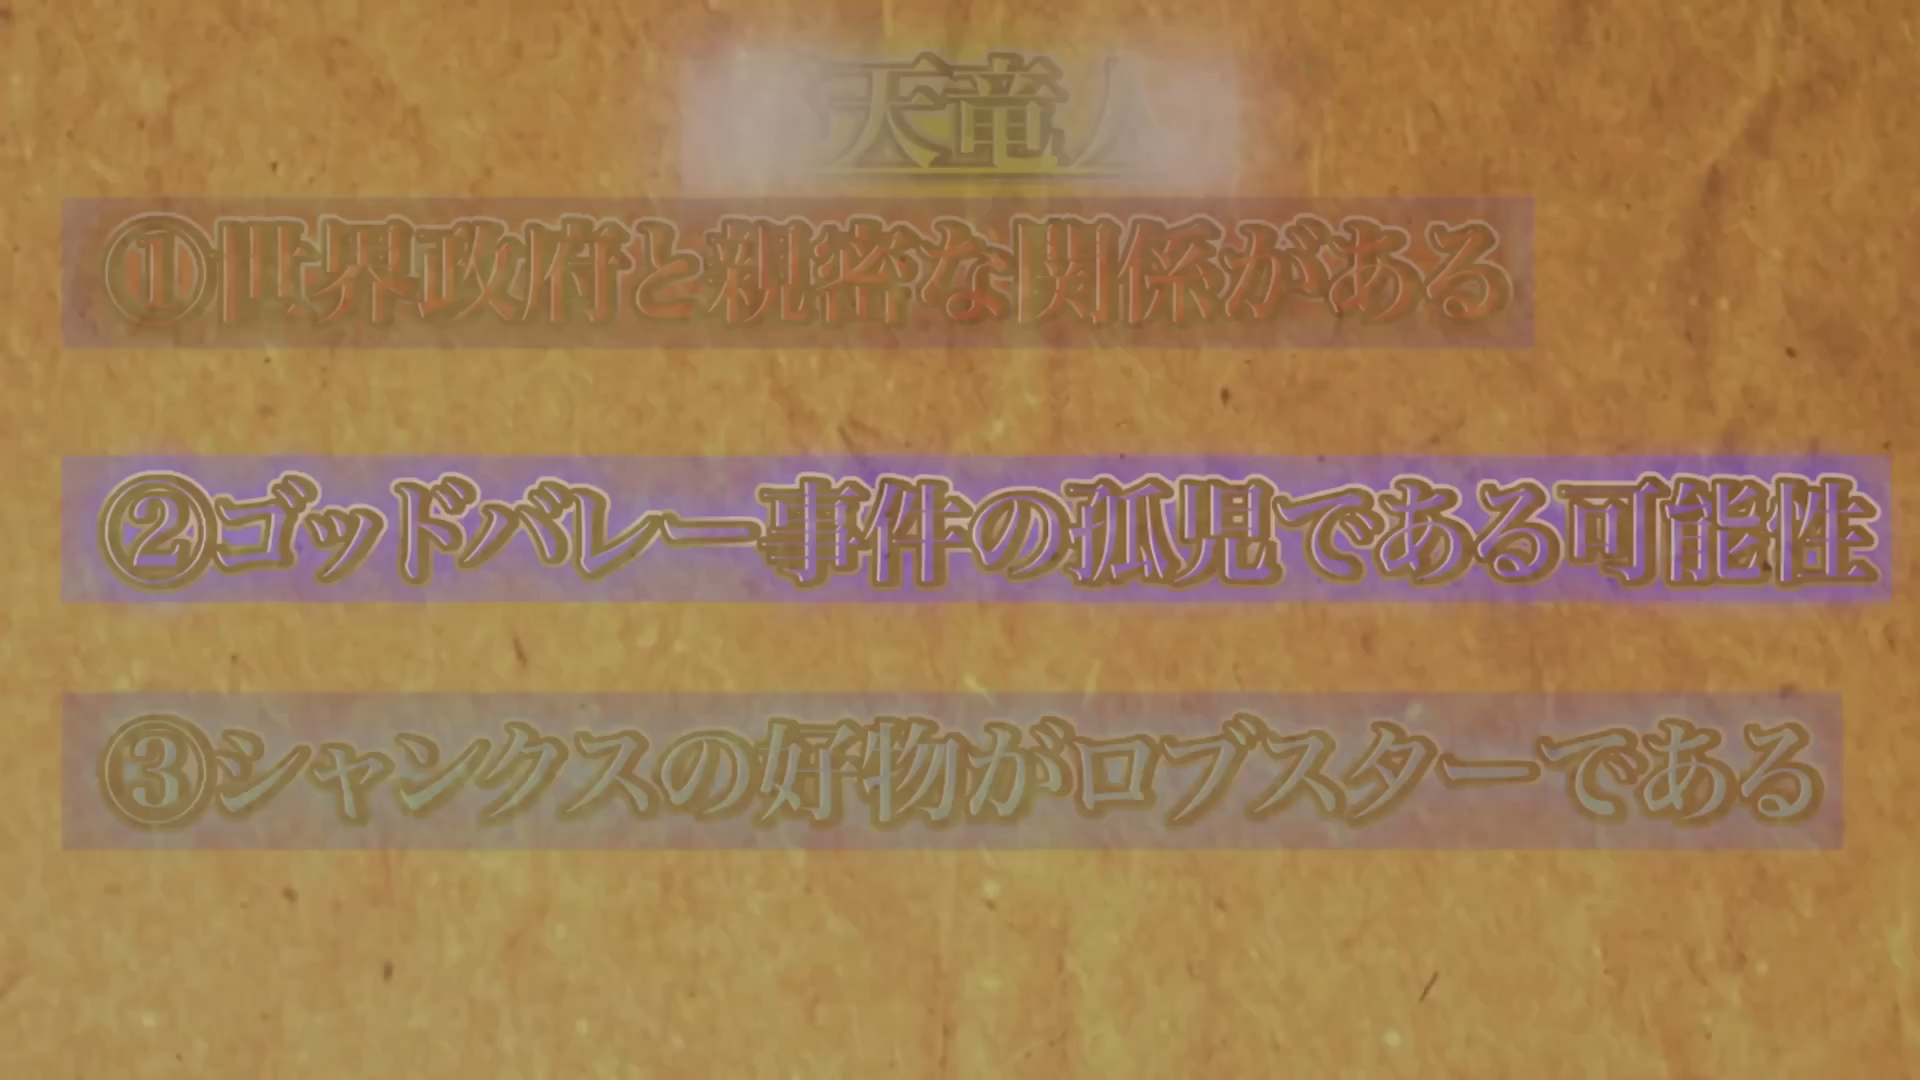 天竜人
①世界政府と親密な関係がある
②ゴッドバレー事件の孤児である可能性
③シャンクスの好物がロブスターである